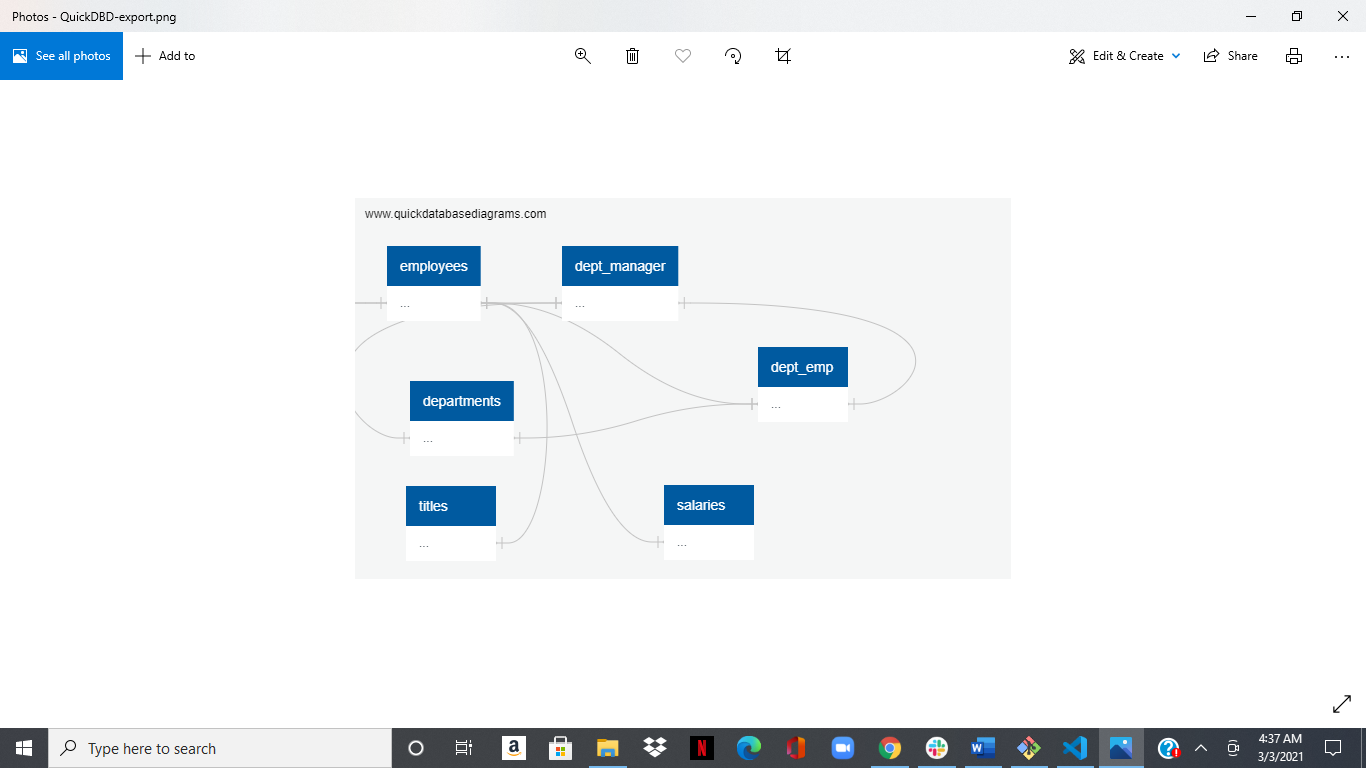 Photos - QuickDBD-export.png
See all photos
Add to
Edit & Create
Share
www.quickdatabasediagrams.com
employees
...
dept_manager
...
dept_emp
...
departments
...
titles
...
salaries
...
Type here to search
4:37 AM
3/3/2021